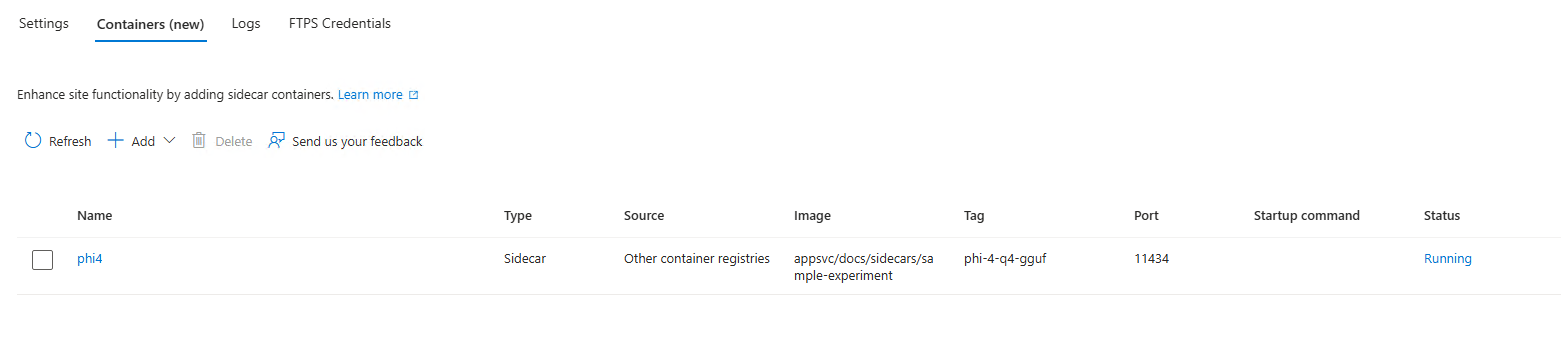 Settings Containers (new) Logs FTPS Credentials
Enhance site functionality by adding sidecar containers. Learn more
Refresh Add Delete Send us your feedback
Name Type Source Image Tag Port Startup command Status
phi4 Sidecar Other container registries appsvc/docs/sidecars/sa phi-4-q4-gguf 11434 Running
mple-experiment